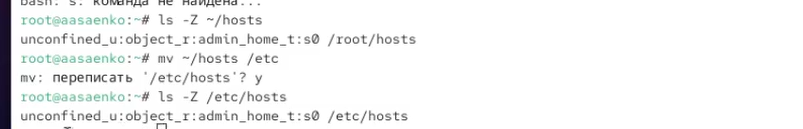 bash: s: команда не найдена...
root@aasaenko:~# ls -Z ~/hosts
unconfined_u:object_r:admin_home_t:s0 /root/hosts
root@aasaenko:~# mv ~/hosts /etc
mv: переписать '/etc/hosts'? y
root@aasaenko:~# ls -Z /etc/hosts
unconfined_u:object_r:admin_home_t:s0 /etc/hosts